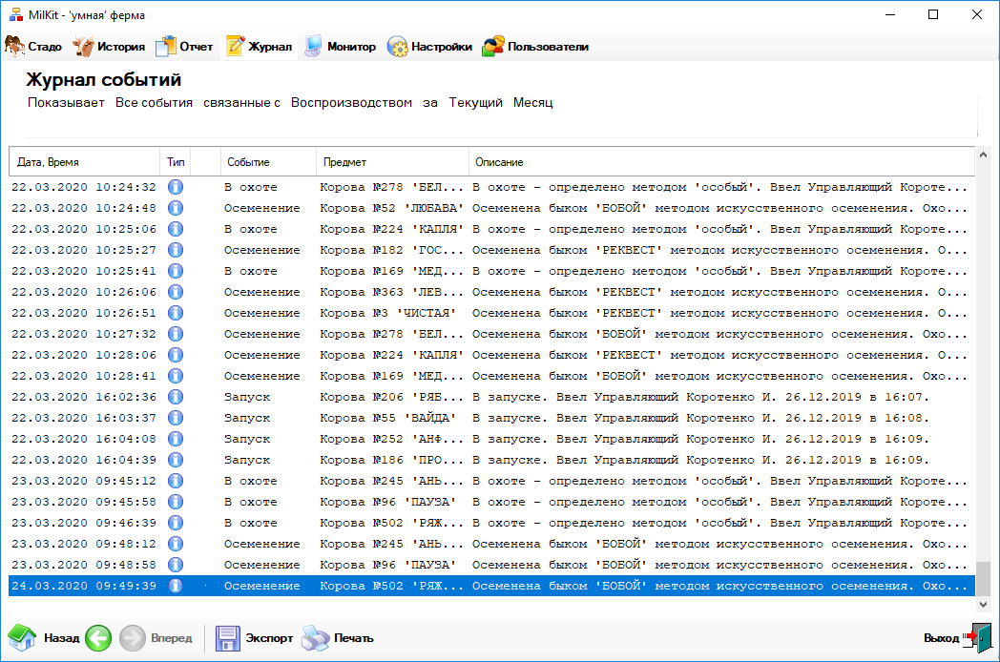 MilKit - 'умная' ферма
Стадо История Отчет Журнал Монитор Настройки Пользователи
Журнал событий
Показывает Все события связанные с Воспроизводством за Текущий Месяц
Дата, Время Тип Событие Предмет Описание
22.03.2020 10:24:32 В охоте Корова №278 'БЕЛ... В охоте - определено методом 'особый'. Ввел Управляющий Короте...
22.03.2020 10:24:48 Осеменение Корова №52 'ЛЮБАВА' Осеменена быком 'БОБОЙ' методом искусственного осеменения. Охо...
22.03.2020 10:25:06 В охоте Корова №224 'КАПЛЯ' В охоте - определено методом 'особый'. Ввел Управляющий Короте...
22.03.2020 10:25:27 Осеменение Корова №182 'ГОС... Осеменена быком 'РЕКВЕСТ' методом искусственного осеменения. О...
22.03.2020 10:25:41 В охоте Корова №169 'МЕД... В охоте - определено методом 'особый'. Ввел Управляющий Короте...
22.03.2020 10:26:06 Осеменение Корова №363 'ЛЕВ... Осеменена быком 'РЕКВЕСТ' методом искусственного осеменения. О...
22.03.2020 10:26:51 Осеменение Корова №3 'ЧИСТАЯ' Осеменена быком 'РЕКВЕСТ' методом искусственного осеменения. О...
22.03.2020 10:27:32 Осеменение Корова №278 'БЕЛ... Осеменена быком 'БОБОЙ' методом искусственного осеменения. Охо...
22.03.2020 10:28:06 Осеменение Корова №224 'КАПЛЯ' Осеменена быком 'РЕКВЕСТ' методом искусственного осеменения. О...
22.03.2020 10:28:41 Осеменение Корова №169 'МЕД... Осеменена быком 'БОБОЙ' методом искусственного осеменения. Охо...
22.03.2020 16:02:36 Запуск Корова №206 'РЯБ... В запуске. Ввел Управляющий Коротенко И. 26.12.2019 в 16:07.
22.03.2020 16:03:37 Запуск Корова №55 'ВАЙДА' В запуске. Ввел Управляющий Коротенко И. 26.12.2019 в 16:08.
22.03.2020 16:04:08 Запуск Корова №252 'АНФ... В запуске. Ввел Управляющий Коротенко И. 26.12.2019 в 16:09.
22.03.2020 16:04:39 Запуск Корова №186 'ПРО... В запуске. Ввел Управляющий Коротенко И. 26.12.2019 в 16:09.
23.03.2020 09:45:12 В охоте Корова №245 'АНЬ... В охоте - определено методом 'особый'. Ввел Управляющий Короте...
23.03.2020 09:45:58 В охоте Корова №96 'ПАУЗА' В охоте - определено методом 'особый'. Ввел Управляющий Короте...
23.03.2020 09:46:39 В охоте Корова №502 'РЯЖ... В охоте - определено методом 'особый'. Ввел Управляющий Короте...
23.03.2020 09:48:12 Осеменение Корова №245 'АНЬ... Осеменена быком 'БОБОЙ' методом искусственного осеменения. Охо...
23.03.2020 09:48:58 Осеменение Корова №96 'ПАУЗА' Осеменена быком 'БОБОЙ' методом искусственного осеменения. Охо...
24.03.2020 09:49:39 Осеменение Корова №502 'РЯЖ... Осеменена быком 'БОБОЙ' методом искусственного осеменения. Охо...
Назад Вперед Экспорт Печать Выход